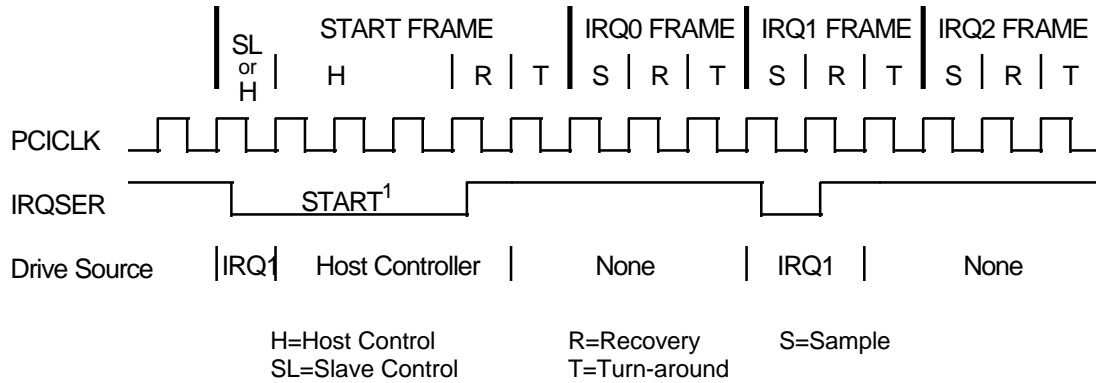 START FRAME IRQ0 FRAME IRQ1 FRAME IRQ2 FRAME
SL
or
H
H R T S R T S R T S R T
PCICLK
IRQSER START1
Drive Source IRQ1 Host Controller None IRQ1 None
H=Host Control R=Recovery S=Sample
SL=Slave Control T=Turn-around